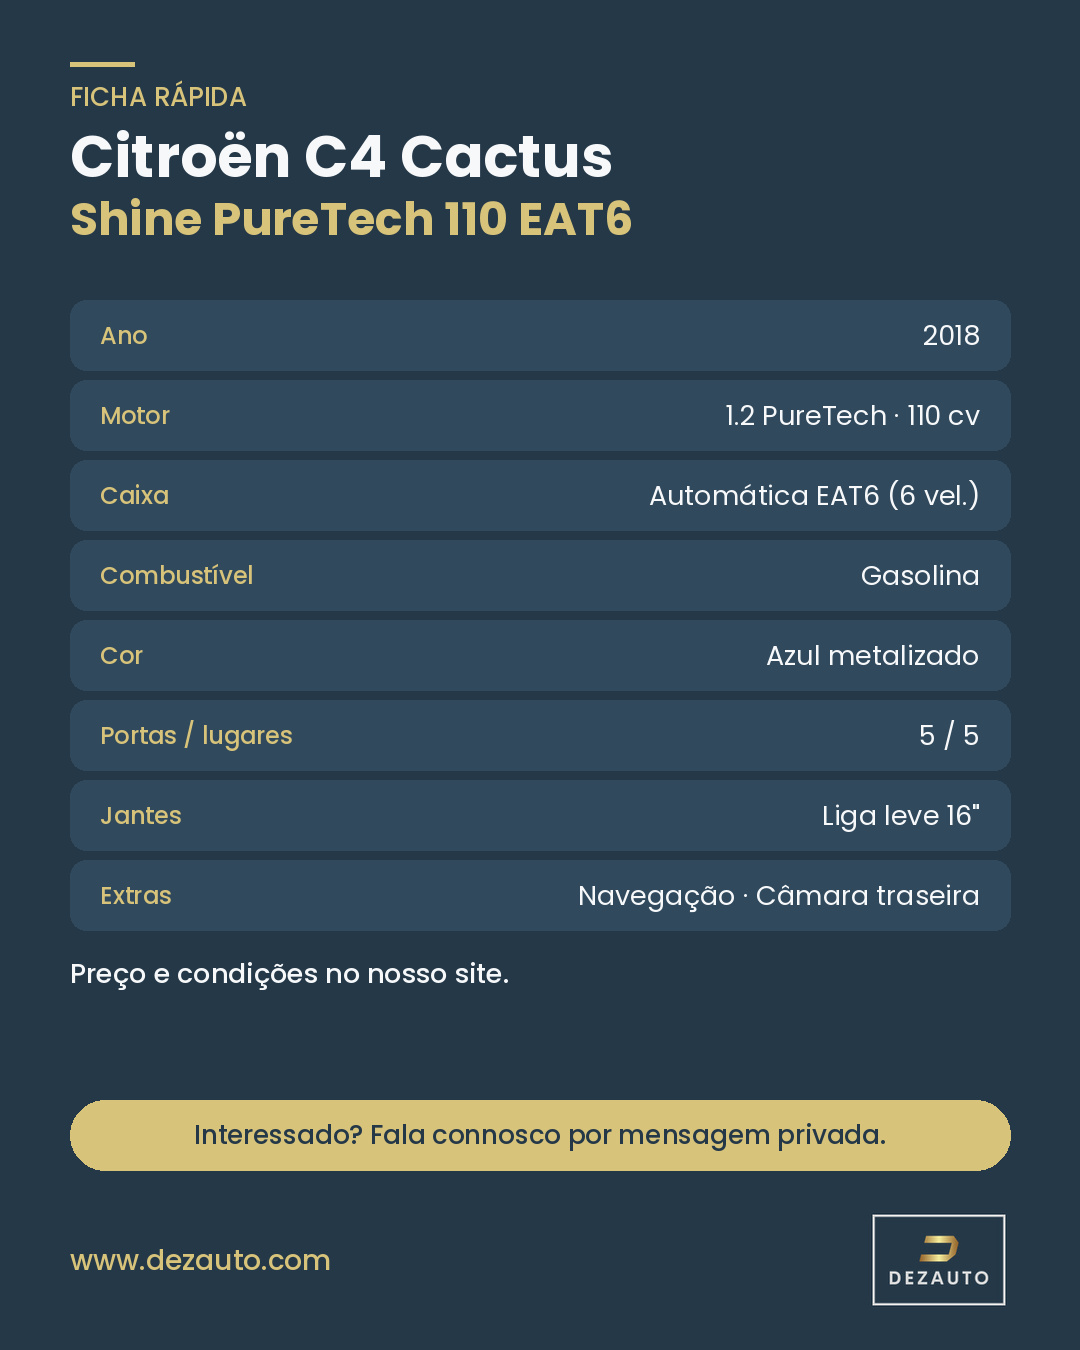 FICHA RÁPIDA
Citroën C4 Cactus
Shine PureTech 110 EAT6
Ano 2018
Motor 1.2 PureTech · 110 cv
Caixa Automática EAT6 (6 vel.)
Combustível Gasolina
Cor Azul metalizado
Portas / lugares 5 / 5
Jantes Liga leve 16"
Extras Navegação · Câmara traseira
Preço e condições no nosso site.
Interessado? Fala connosco por mensagem privada.
www.dezauto.com
DEZAUTO